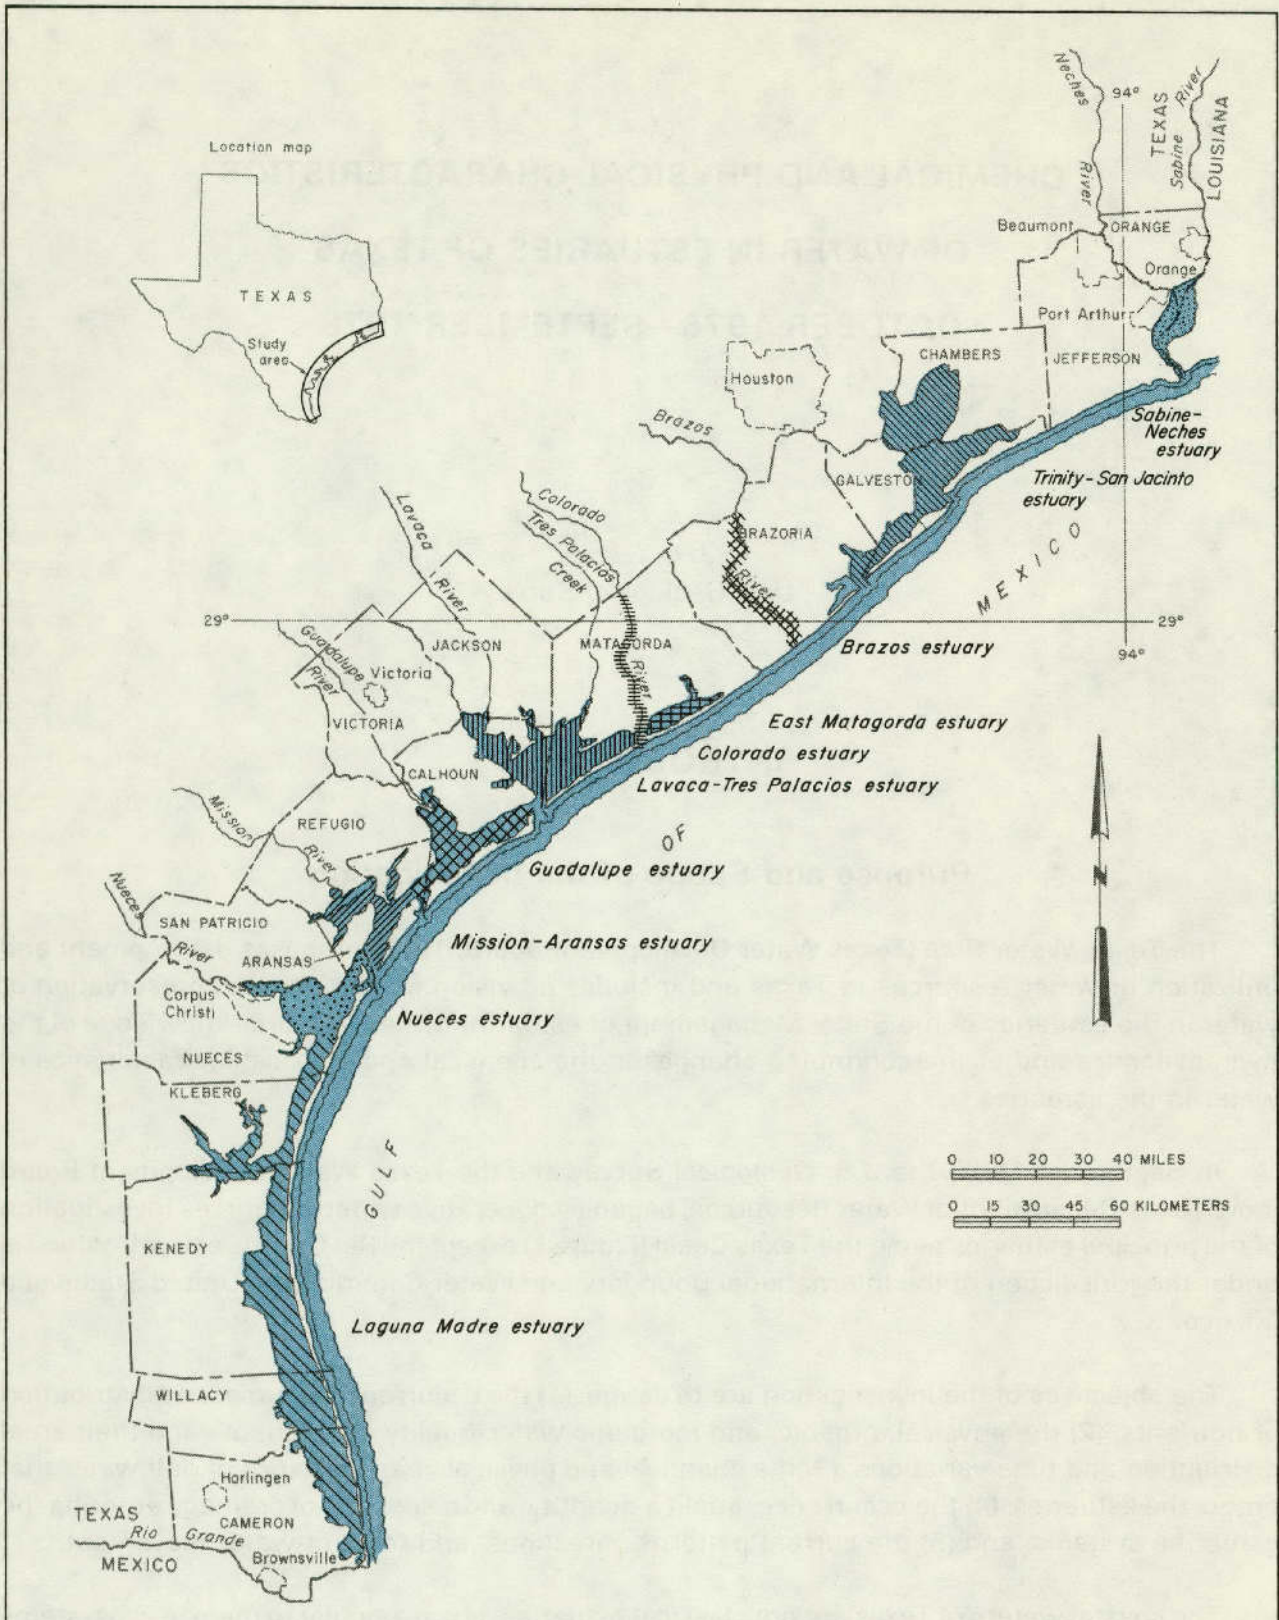 Location map
TEXAS
Study
area
Neches
River
94°
TEXAS
Sabine
River
LOUISIANA
Beaumont
ORANGE
Orange
Port Arthur
JEFFERSON
CHAMBERS
Houston
Brazos
GALVESTON
Sabine-
Neches
estuary
Trinity-San Jacinto
estuary
Lavaca
River
Colorado
Tres Palacios
Creek
BRAZORIA
River
MEXICO
29°
29°
94°
Guadalupe
River
Victoria
JACKSON
MATAGORDA
River
Brazos estuary
VICTORIA
East Matagorda estuary
Colorado estuary
CALHOUN
Lavaca-Tres Palacios estuary
Mission
River
REFUGIO
OF
Guadalupe estuary
N
Nueces
River
SAN PATRICIO
Mission-Aransas estuary
ARANSAS
Corpus
Christi
Nueces estuary
NUECES
KLEBERG
GULF
0 10 20 30 40 MILES
0 15 30 45 60 KILOMETERS
KENEDY
Laguna Madre estuary
WILLACY
Harlingen
TEXAS
CAMERON
Rio Grande
MEXICO
Brownsville